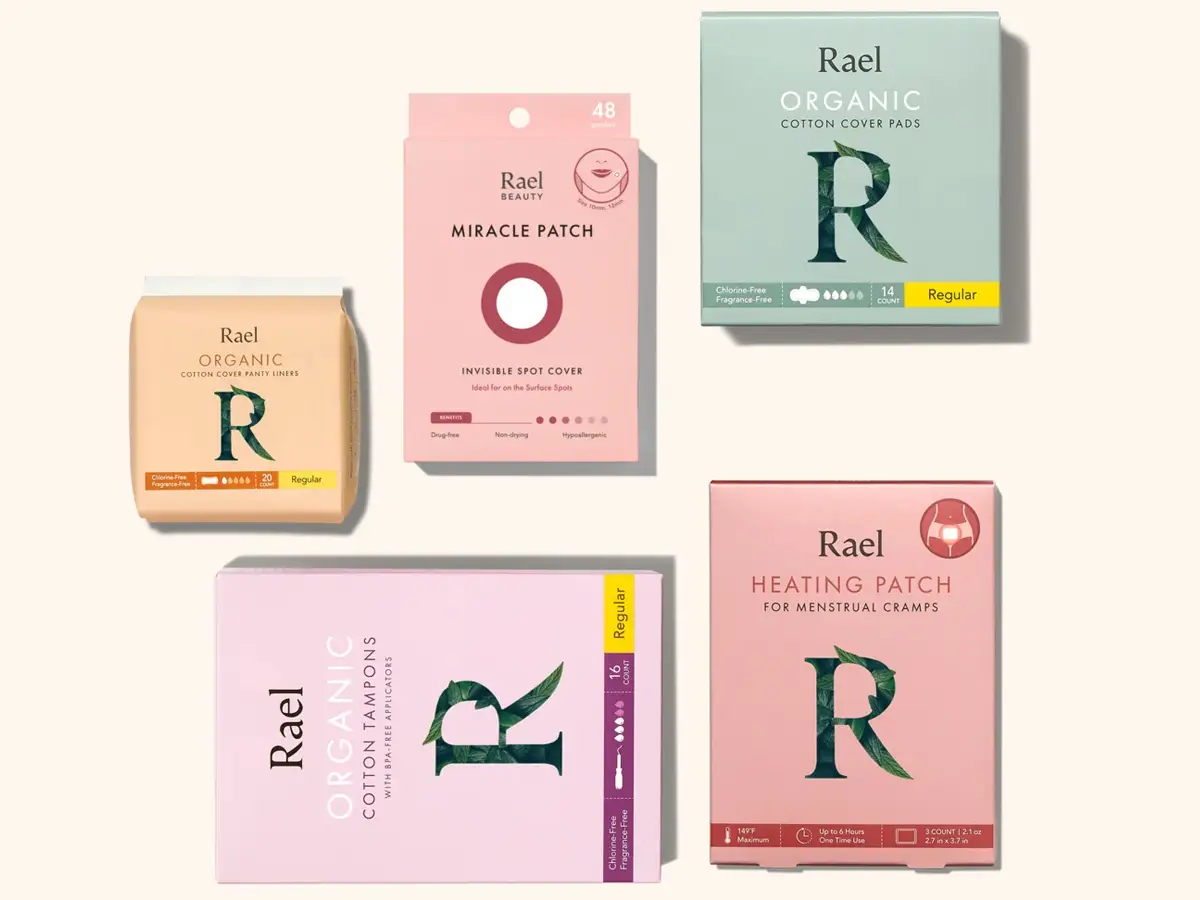 Rael
ORGANIC
COTTON COVER PADS
Chlorine-Free
Fragrance-Free
14
COUNT
Regular
48
Rael
BEAUTY
Size 10mm, 12mm
MIRACLE PATCH
INVISIBLE SPOT COVER
Ideal for on the Surface Spots
BENEFITS
Drug-free Non-drying Hypoallergenic
Rael
ORGANIC
COTTON COVER PANTY LINERS
Chlorine-Free
Fragrance-Free
20
COUNT
Regular
Rael
ORGANIC
COTTON TAMPONS
WITH BPA-FREE APPLICATORS
Chlorine-Free
Fragrance-Free
16
COUNT
Regular
Rael
HEATING PATCH
FOR MENSTRUAL CRAMPS
149°F
Maximum
Up to 6 Hours
One Time Use
3 COUNT | 2.1 oz
2.7 in x 3.7 in